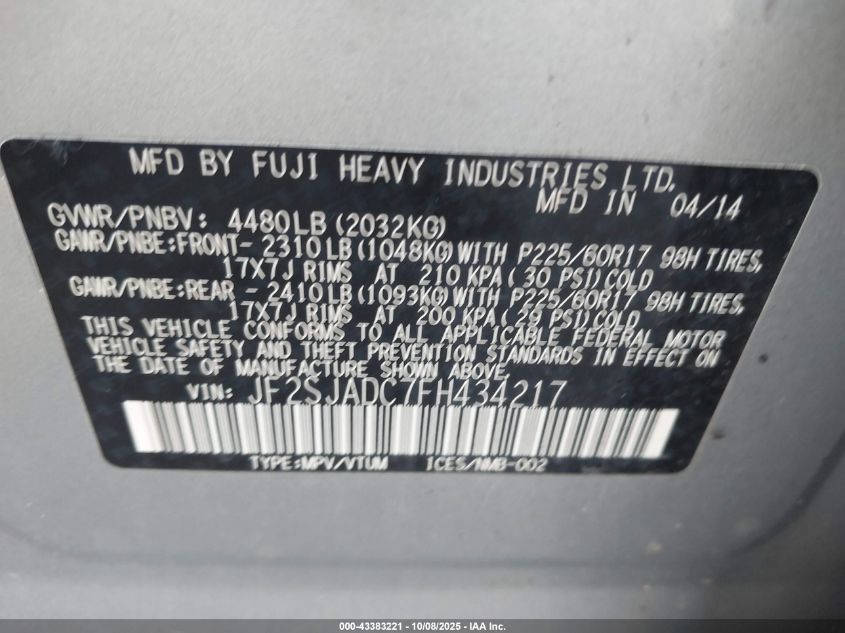 MFD BY FUJI HEAVY INDUSTRIES LTD.
MFD IN 04/14
GVWR/PNBV: 4480LB (2032KG)
GAWR/PNBE:FRONT- 2310LB (1048KG) WITH P225/60R17 98H TIRES,
17X7J RIMS AT 210 KPA ( 30 PSI) COLD
GAWR/PNBE:REAR - 2410LB (1093KG) WITH P225/60R17 98H TIRES,
17X7J RIMS AT 200 KPA ( 29 PSI) COLD
THIS VEHICLE CONFORMS TO ALL APPLICABLE FEDERAL MOTOR
VEHICLE SAFETY AND THEFT PREVENTION STANDARDS IN EFFECT ON
THE DATE OF MANUFACTURE SHOWN ABOVE.
VIN: JF2SJADC7FH434217
TYPE:MPV/VTUM ICES/NMB-002
000-43383221 - 10/08/2025 - IAA Inc.